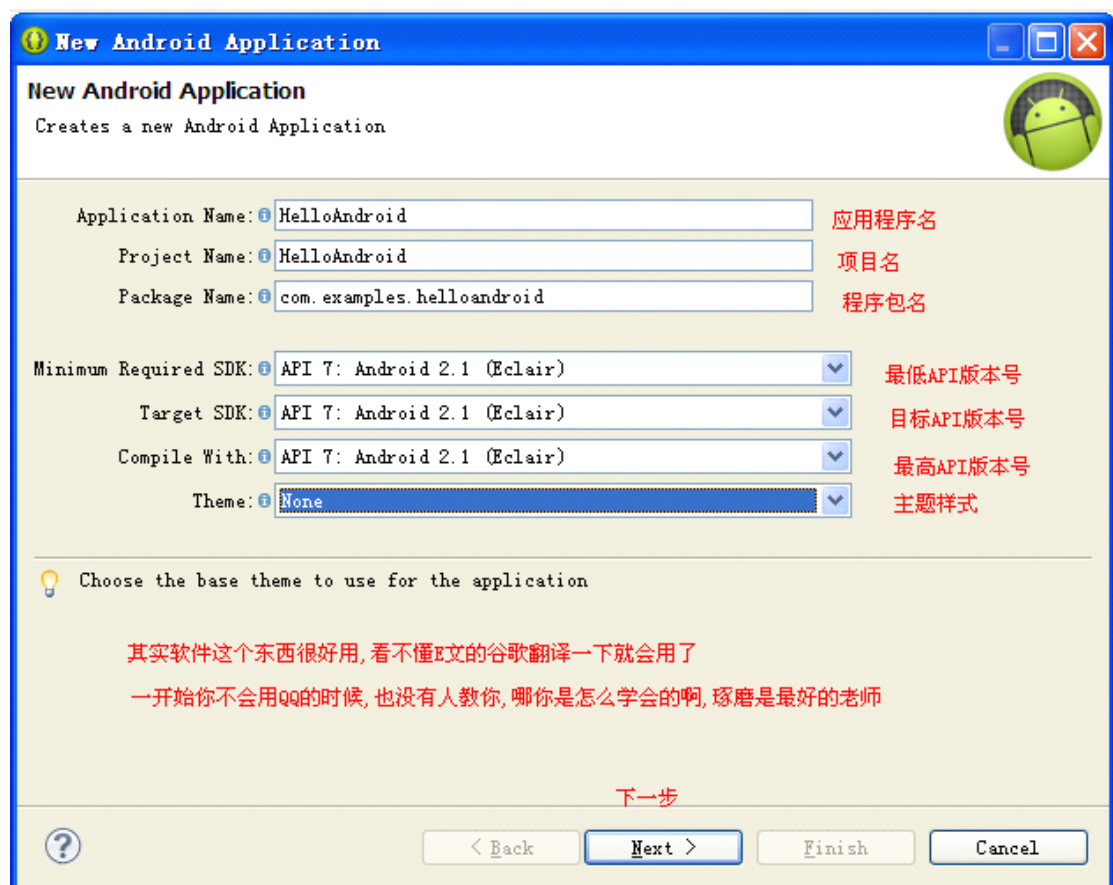 New Android Application
New Android Application
Creates a new Android Application
Application Name: HelloAndroid 应用程序名
Project Name: HelloAndroid 项目名
Package Name: com.examples.helloandroid 程序包名
Minimum Required SDK: API 7: Android 2.1 (Eclair) 最低API版本号
Target SDK: API 7: Android 2.1 (Eclair) 目标API版本号
Compile With: API 7: Android 2.1 (Eclair) 最高API版本号
Theme: None 主题样式
Choose the base theme to use for the application
其实软件这个东西很好用,看不懂E文的谷歌翻译一下就会用了
一开始你不会用QQ的时候,也没有人教你,哪你是怎么学会的啊,琢磨是最好的老师
下一步
? < Back Next > Finish Cancel